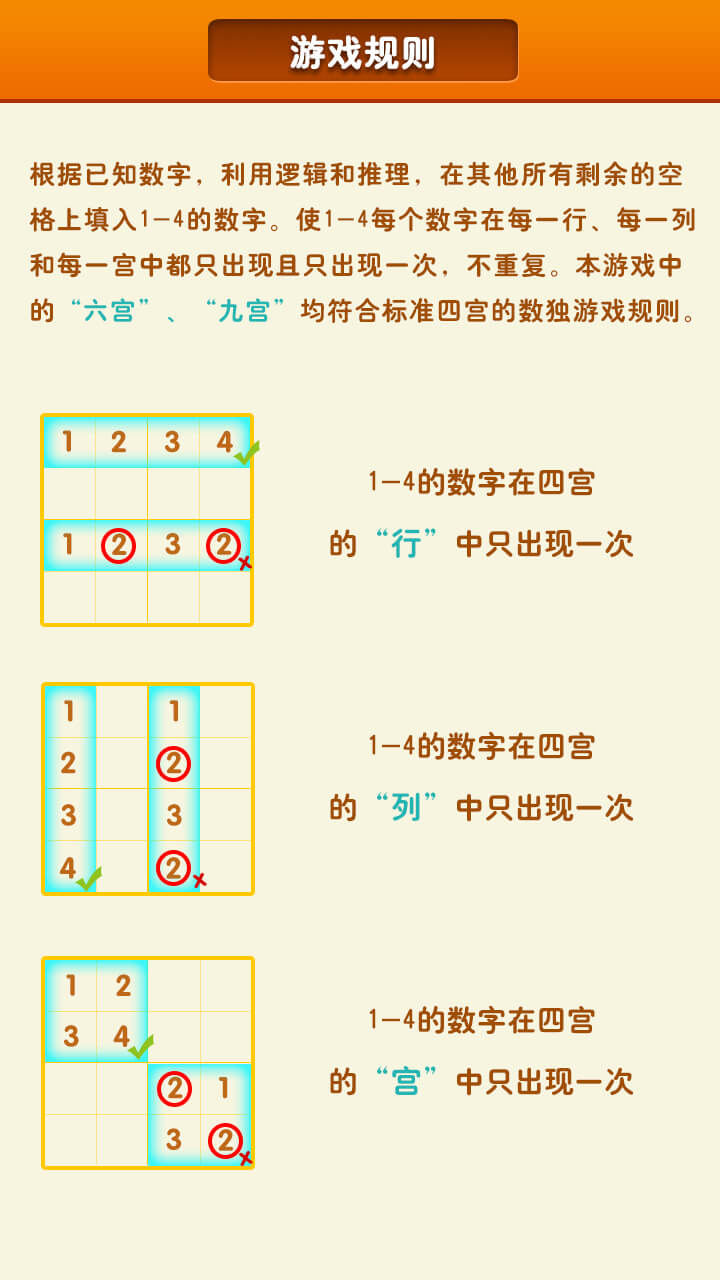 游戏规则
根据已知数字，利用逻辑和推理，在其他所有剩余的空
格上填入1-4的数字。使1-4每个数字在每一行、每一列
和每一宫中都只出现且只出现一次，不重复。本游戏中
的“六宫”、“九宫”均符合标准四宫的数独游戏规则。
1 2 3 4
1 2 3 2
1-4的数字在四宫
的“行”中只出现一次
1 1
2 2
3 3
4 2
1-4的数字在四宫
的“列”中只出现一次
1 2
3 4
2 1
3 2
1-4的数字在四宫
的“宫”中只出现一次